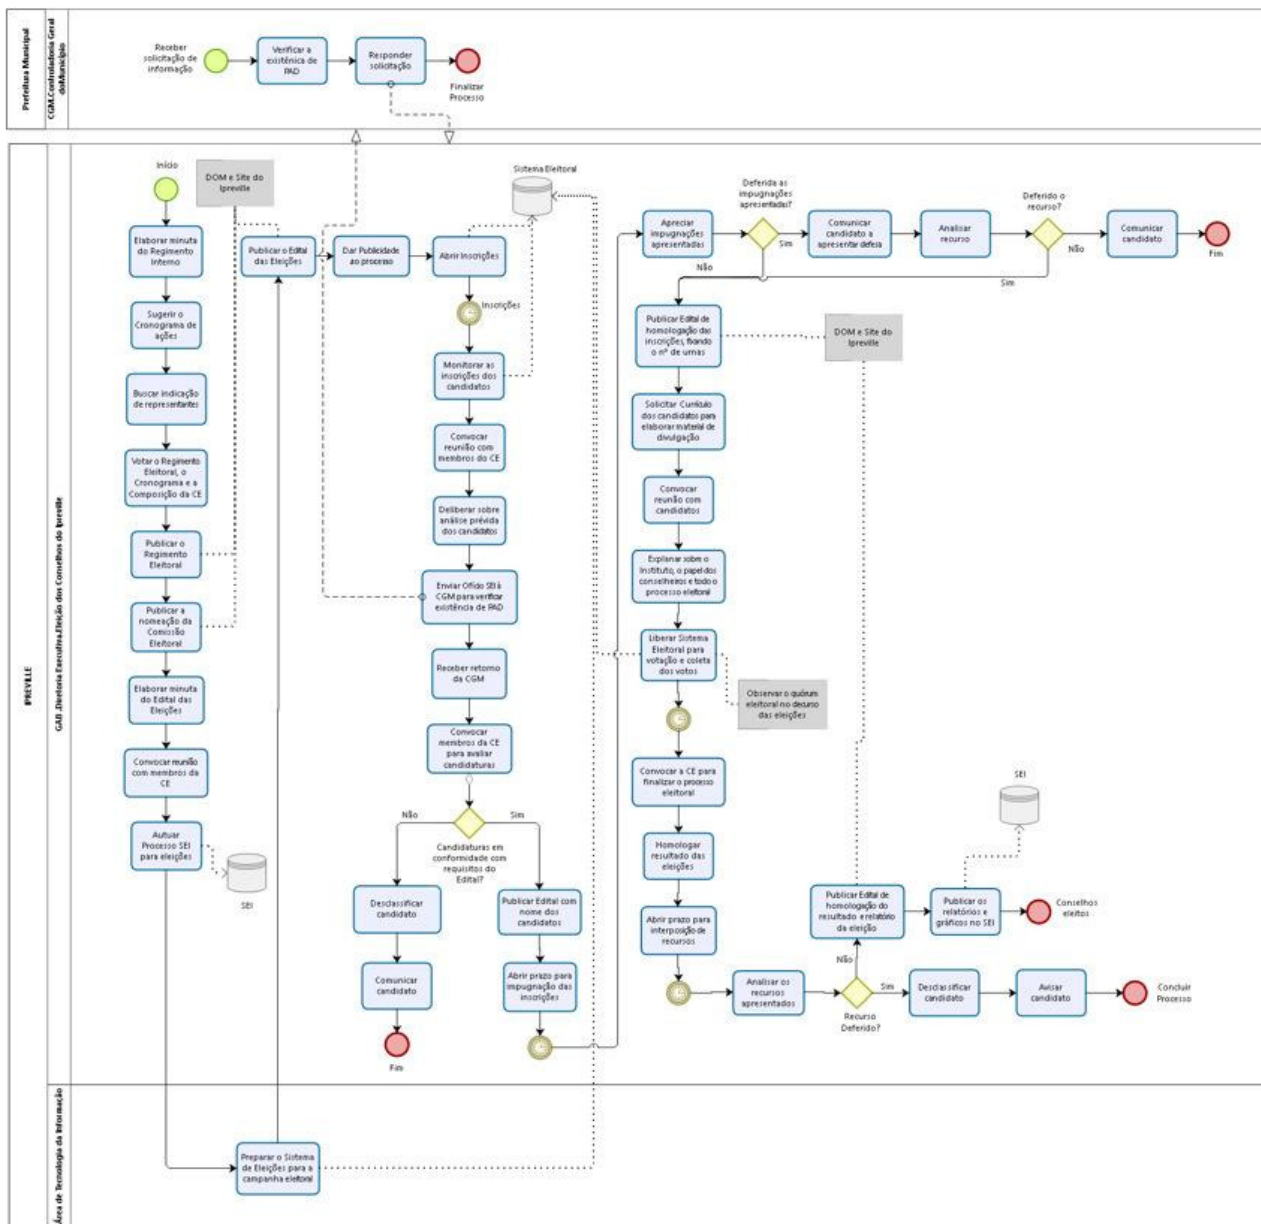 Prefeitura Municipal
CGM.Controladoria Geral
doMunicípio
Receber
solicitação de
informação
Verificar a
existência de
PAD
Responder
solicitação
Finalizar
Processo
IPREVILLE
GAB .Diretoria Executiva.Eleição dos Conselhos do Ipreville
Início
DOM e Site do
Ipreville
Elaborar minuta
do Regimento
Interno
Sugerir o
Cronograma de
ações
Buscar indicação
de representantes
Votar o Regimento
Eleitoral, o
Cronograma e a
Composição da CE
Publicar o
Regimento
Eleitoral
Publicar a
nomeação da
Comissão
Eleitoral
Elaborar minuta
do Edital das
Eleições
Convocar reunião
com membros da
CE
Autuar
Processo SEI
para eleições
SEI
Publicar o Edital
das Eleições
Dar Publicidade
ao processo
Abrir Inscrições
Sistema Eleitoral
Inscrições
Monitorar as
inscrições dos
candidatos
Convocar
reunião com
membros do CE
Deliberar sobre
análise prévida
dos candidatos
Enviar Ofício SEI à
CGM para verificar
existência de PAD
Receber retorno
da CGM
Convocar
membros da CE
para avaliar
candidaturas
Não
Sim
Candidaturas em
conformidade com
requisitos do
Edital?
Desclassificar
candidato
Comunicar
candidato
Fim
Publicar Edital com
nome dos
candidatos
Abrir prazo para
impugnação das
inscrições
Apreciar
impugnações
apresentadas
Deferida as
impugnações
apresentadas?
Sim
Não
Comunicar
candidato a
apresentar defesa
Analisar
recurso
Deferido o
recurso?
Não
Sim
Comunicar
candidato
Fim
Publicar Edital de
homologação das
inscrições, fixando
o nº de urnas
DOM e Site do
Ipreville
Solicitar Currículo
dos candidatos para
elaborar material de
divulgação
Convocar
reunião com
candidatos
Explanar sobre o
Instituto, o papel dos
conselheiros e todo o
processo eleitoral
Liberar Sistema
Eleitoral para
votação e coleta
dos votos
Observar o quórum
eleitoral no decurso
das eleições
Convocar a CE para
finalizar o processo
eleitoral
Homologar
resultado das
eleições
Abrir prazo para
interposição de
recursos
Analisar os
recursos
apresentados
Recurso
Deferido?
Não
Sim
Publicar Edital de
homologação do
resultado e relatório
da eleição
Publicar os
relatórios e
gráficos no SEI
SEI
Conselhos
eleitos
Desclassificar
candidato
Avisar
candidato
Concluir
Processo
Área de Tecnologia da Informação
Preparar o Sistema
de Eleições para a
campanha eleitoral